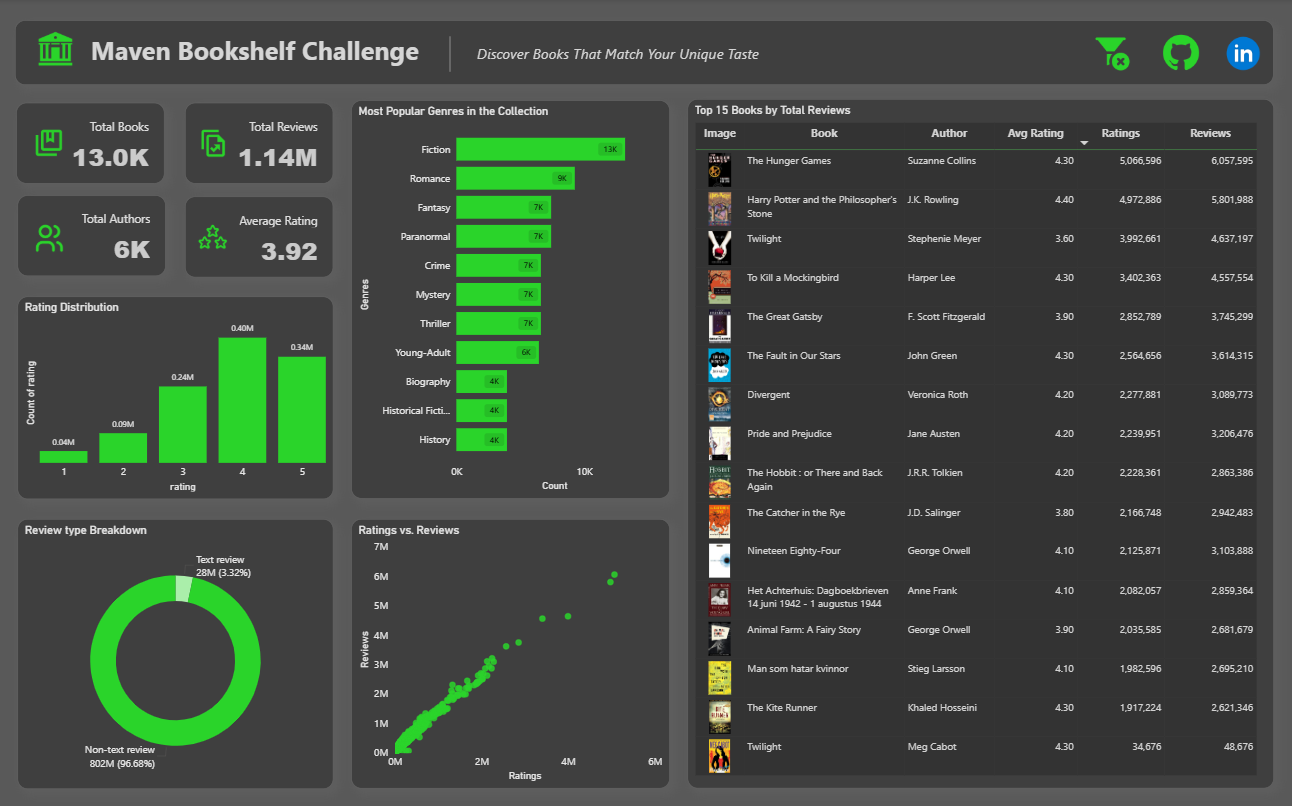 Maven Bookshelf Challenge
Discover Books That Match Your Unique Taste
in
Total Books
13.0K
Total Reviews
1.14M
Total Authors
6K
Average Rating
3.92
Rating Distribution
Count of rating
0.04M
0.09M
0.24M
0.40M
0.34M
1 2 3 4 5
rating
Review type Breakdown
Text review
28M (3.32%)
Non-text review
802M (96.68%)
Most Popular Genres in the Collection
Genres
Fiction 13K
Romance 9K
Fantasy 7K
Paranormal 7K
Crime 7K
Mystery 7K
Thriller 7K
Young-Adult 6K
Biography 4K
Historical Ficti... 4K
History 4K
0K 10K
Count
Ratings vs. Reviews
Reviews
7M
6M
5M
4M
3M
2M
1M
0M
0M 2M 4M 6M
Ratings
Top 15 Books by Total Reviews
Image Book Author Avg Rating Ratings Reviews
The Hunger Games Suzanne Collins 4.30 5,066,596 6,057,595
Harry Potter and the Philosopher's J.K. Rowling 4.40 4,972,886 5,801,988
Stone
Twilight Stephenie Meyer 3.60 3,992,661 4,637,197
To Kill a Mockingbird Harper Lee 4.30 3,402,363 4,557,554
The Great Gatsby F. Scott Fitzgerald 3.90 2,852,789 3,745,299
The Fault in Our Stars John Green 4.30 2,564,656 3,614,315
Divergent Veronica Roth 4.20 2,277,881 3,089,773
Pride and Prejudice Jane Austen 4.20 2,239,951 3,206,476
The Hobbit : or There and Back J.R.R. Tolkien 4.20 2,228,361 2,863,386
Again
The Catcher in the Rye J.D. Salinger 3.80 2,166,748 2,942,483
Nineteen Eighty-Four George Orwell 4.10 2,125,871 3,103,888
Het Achterhuis: Dagboekbrieven Anne Frank 4.10 2,082,057 2,859,364
14 juni 1942 - 1 augustus 1944
Animal Farm: A Fairy Story George Orwell 3.90 2,035,585 2,681,679
Man som hatar kvinnor Stieg Larsson 4.10 1,982,596 2,695,210
The Kite Runner Khaled Hosseini 4.30 1,917,224 2,621,346
Twilight Meg Cabot 4.30 34,676 48,676